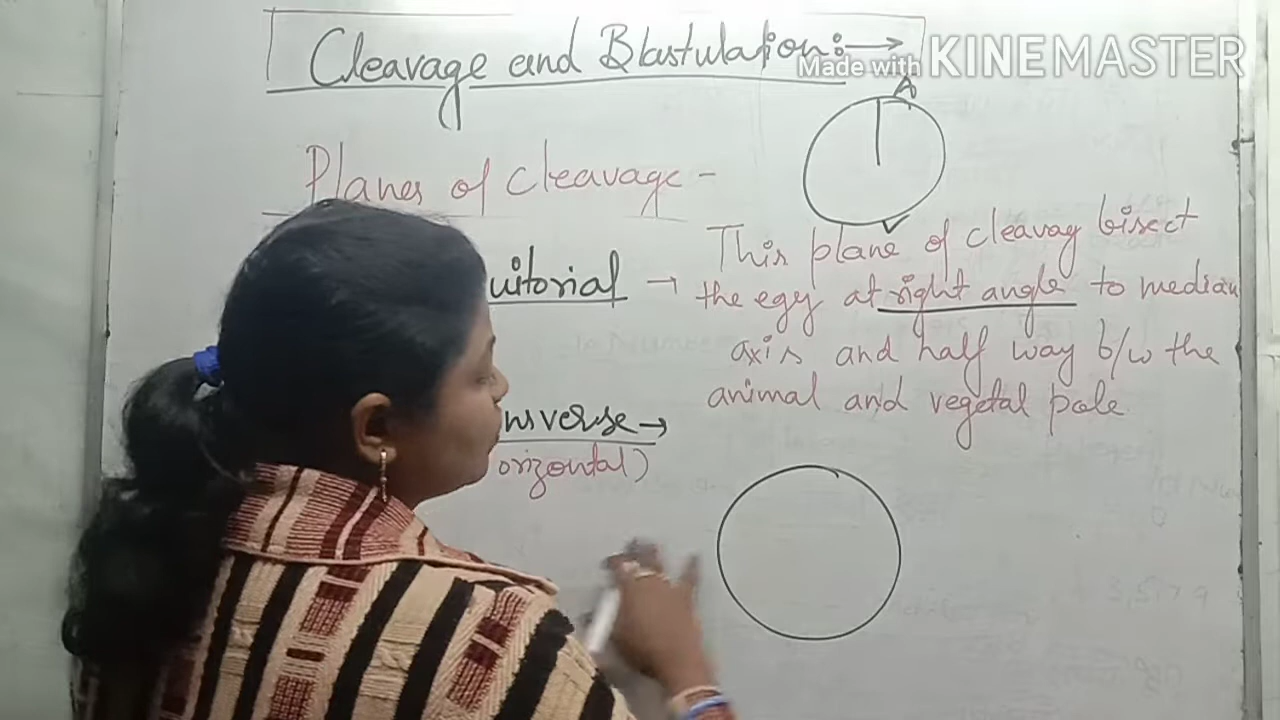 Cleavage and Blastulation:→
Made with KINEMASTER
A
Planes of cleavage -
V
This plane of cleavag bisect
uitorial → the egg at right angle to median
axis and half way b/w the
animal and vegetal pole
nsverse →
orizontal)